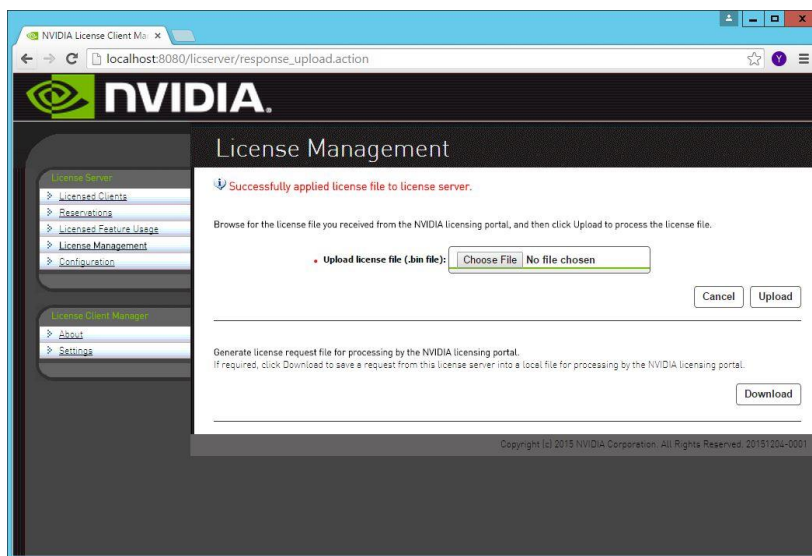 NVIDIA License Client Ma
localhost:8080/licserver/response_upload.action
Y
NVIDIA.
License Management
License Server
Licensed Clients
Reservations
Licensed Feature Usage
License Management
Configuration
License Client Manager
About
Settings
Successfully applied license file to license server.
Browse for the license file you received from the NVIDIA licensing portal, and then click Upload to process the license file.
• Upload license file (.bin file): Choose File No file chosen
Cancel Upload
Generate license request file for processing by the NVIDIA licensing portal.
If required, click Download to save a request from this license server into a local file for processing by the NVIDIA licensing portal.
Download
Copyright (c) 2015 NVIDIA Corporation. All Rights Reserved. 20151204-0001